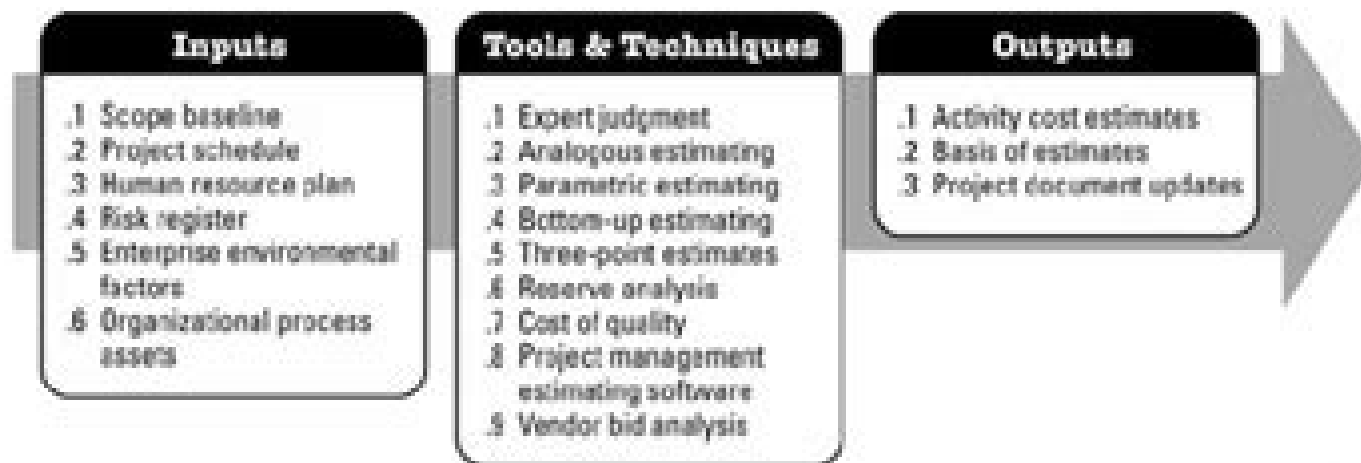 Inputs
.1 Scope baseline
.2 Project schedule
.3 Human resource plan
.4 Risk register
.5 Enterprise environmental
factors
.6 Organizational process
assets
Tools & Techniques
.1 Expert judgment
.2 Analogous estimating
.3 Parametric estimating
.4 Bottom-up estimating
.5 Three-point estimates
.6 Reserve analysis
.7 Cost of quality
.8 Project management
estimating software
.9 Vendor bid analysis
Outputs
.1 Activity cost estimates
.2 Basis of estimates
.3 Project document updates